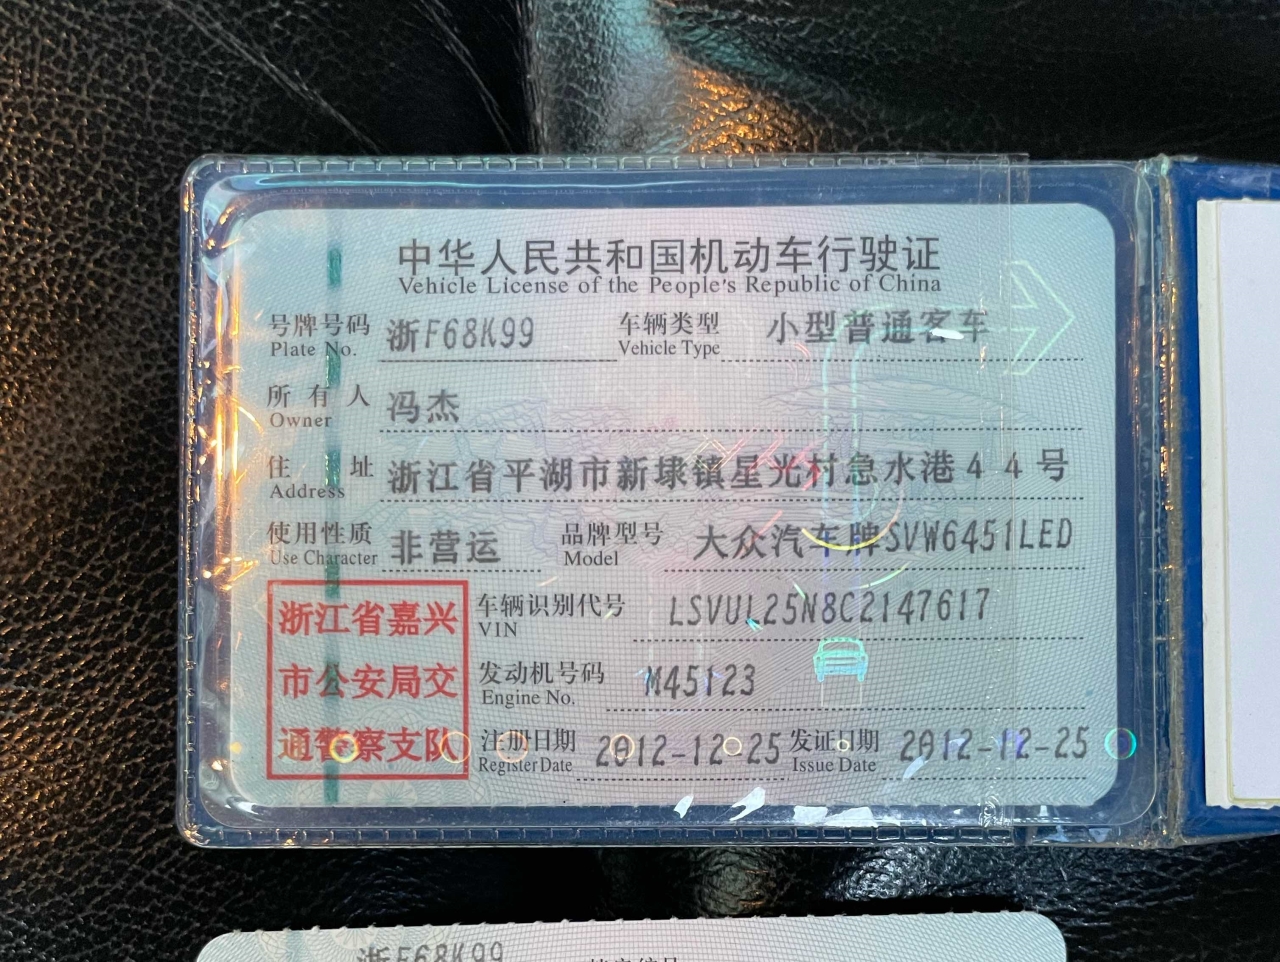 中华人民共和国机动车行驶证
Vehicle License of the People's Republic of China
号牌号码 浙F68K99 车辆类型 小型普通客车
Plate No. Vehicle Type
所有人 冯杰
Owner
住址 浙江省平湖市新埭镇星光村急水港44号
Address
使用性质 非营运 品牌型号 大众汽车牌SVW6451LED
Use Character Model
浙江省嘉兴
市公安局交
通警察支队
车辆识别代号 LSVUL25N8C2147617
VIN
发动机号码 M45123
Engine No.
注册日期 2012-12-25 发证日期 2012-12-25
Register Date Issue Date
浙F68K99